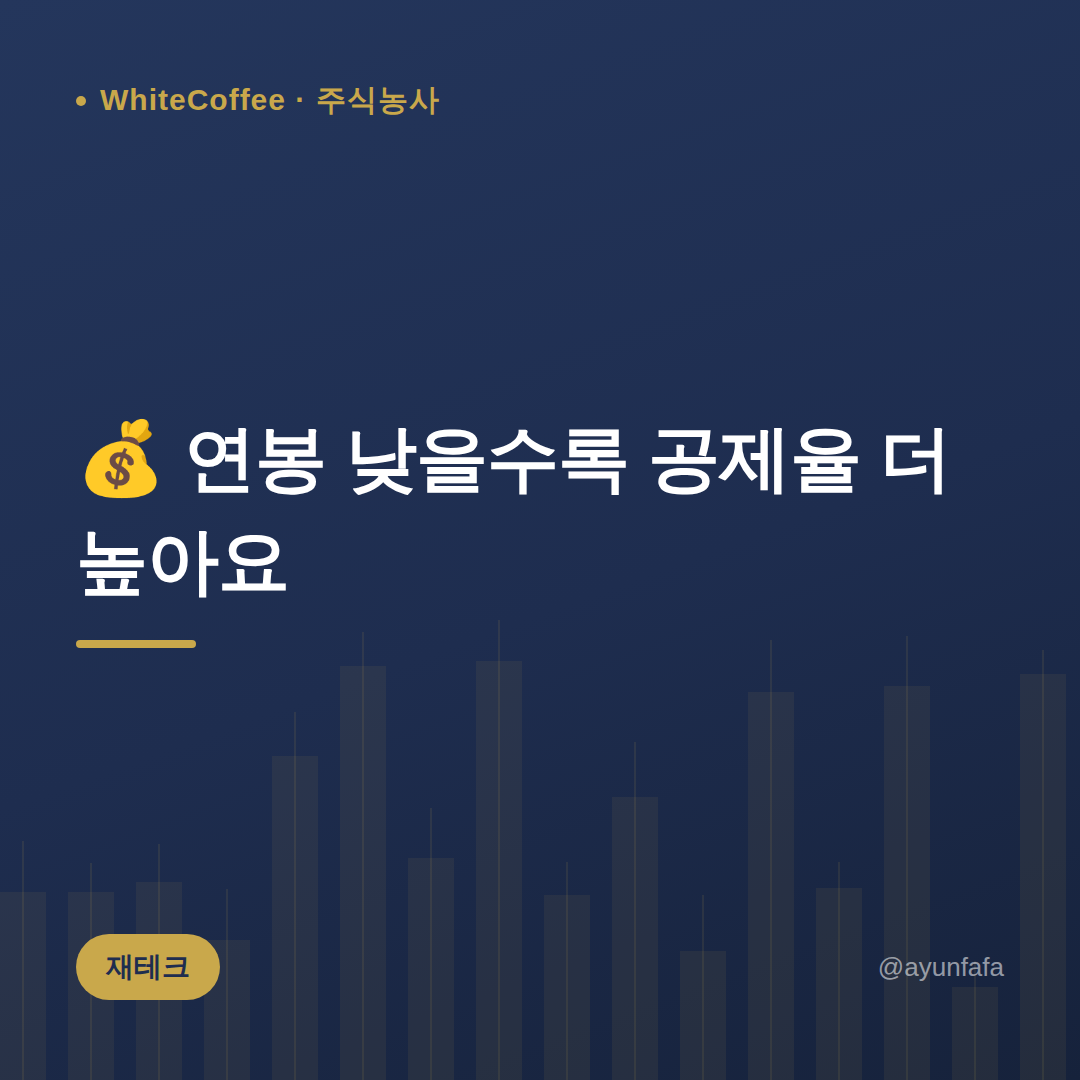 • WhiteCoffee · 주식농사
💰 연봉 낮을수록 공제율 더
높아요
재테크
@ayunfafa